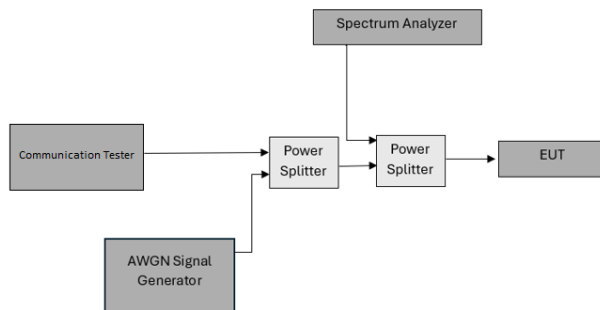 Spectrum Analyzer
Communication Tester
Power
Splitter
Power
Splitter
EUT
AWGN Signal
Generator